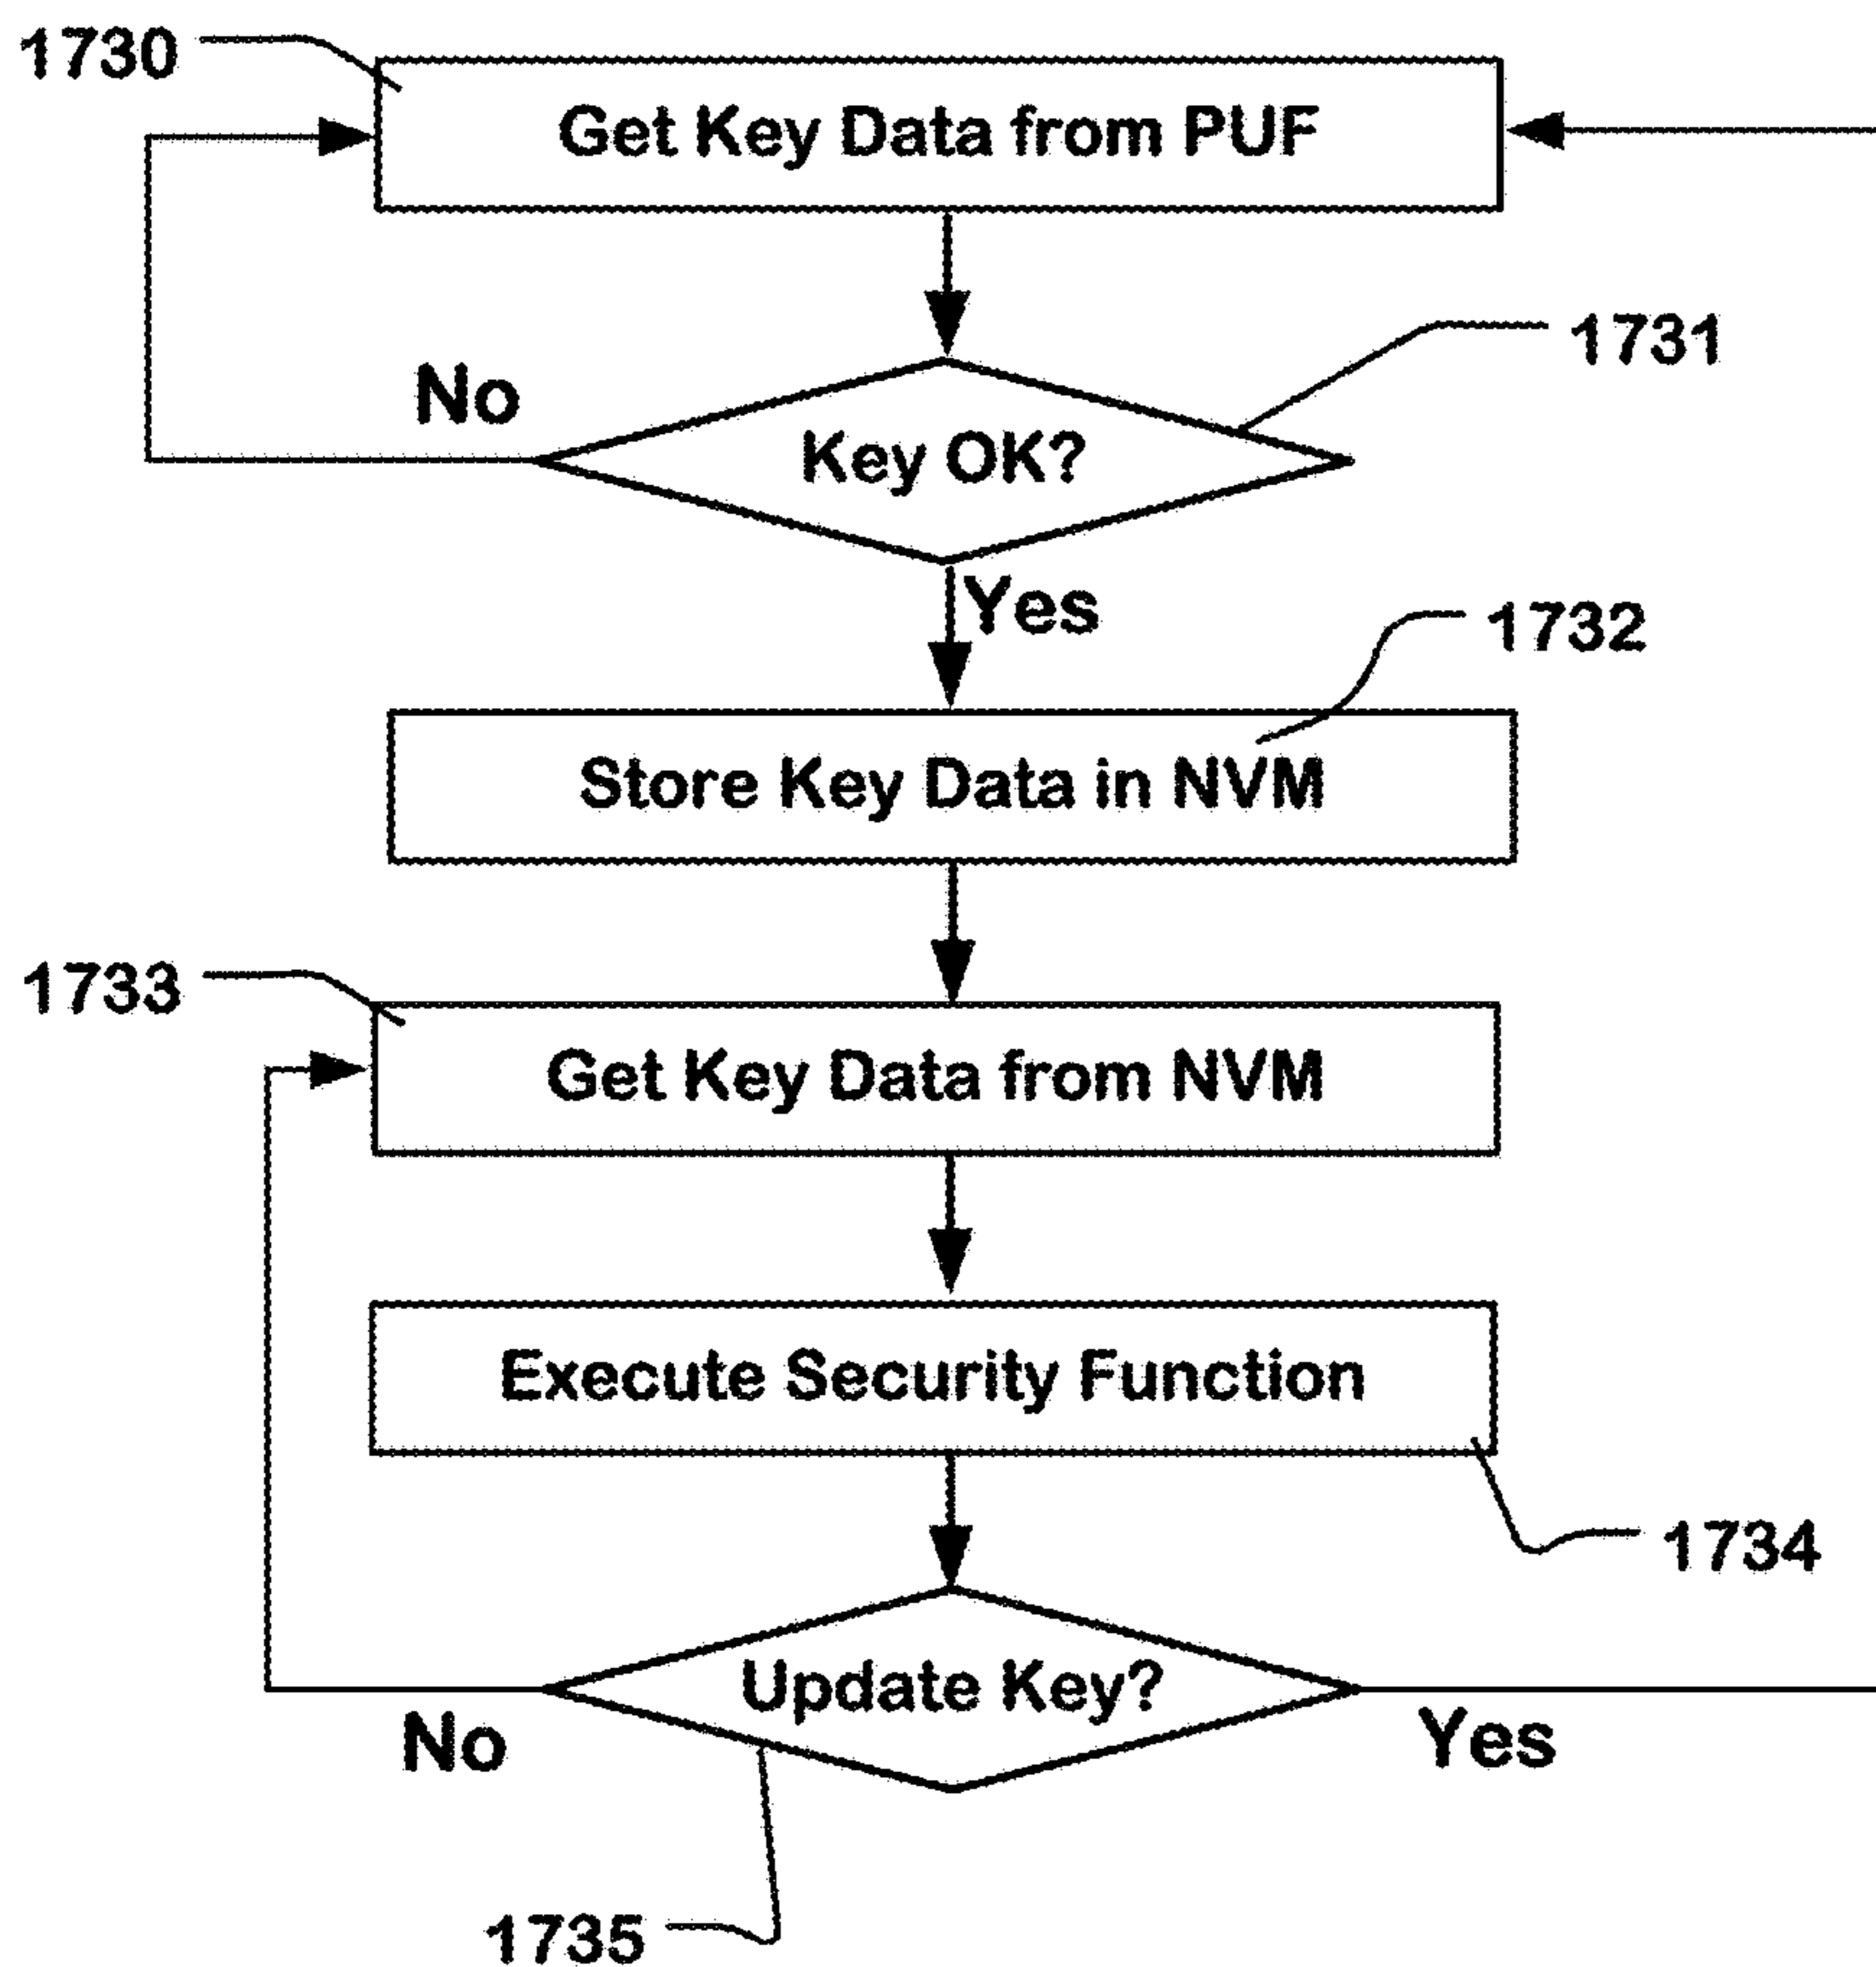 1730
Get Key Data from PUF
1731
No
Key OK?
Yes
1732
Store Key Data in NVM
1733
Get Key Data from NVM
Execute Security Function
1734
Update Key?
No
Yes
1735